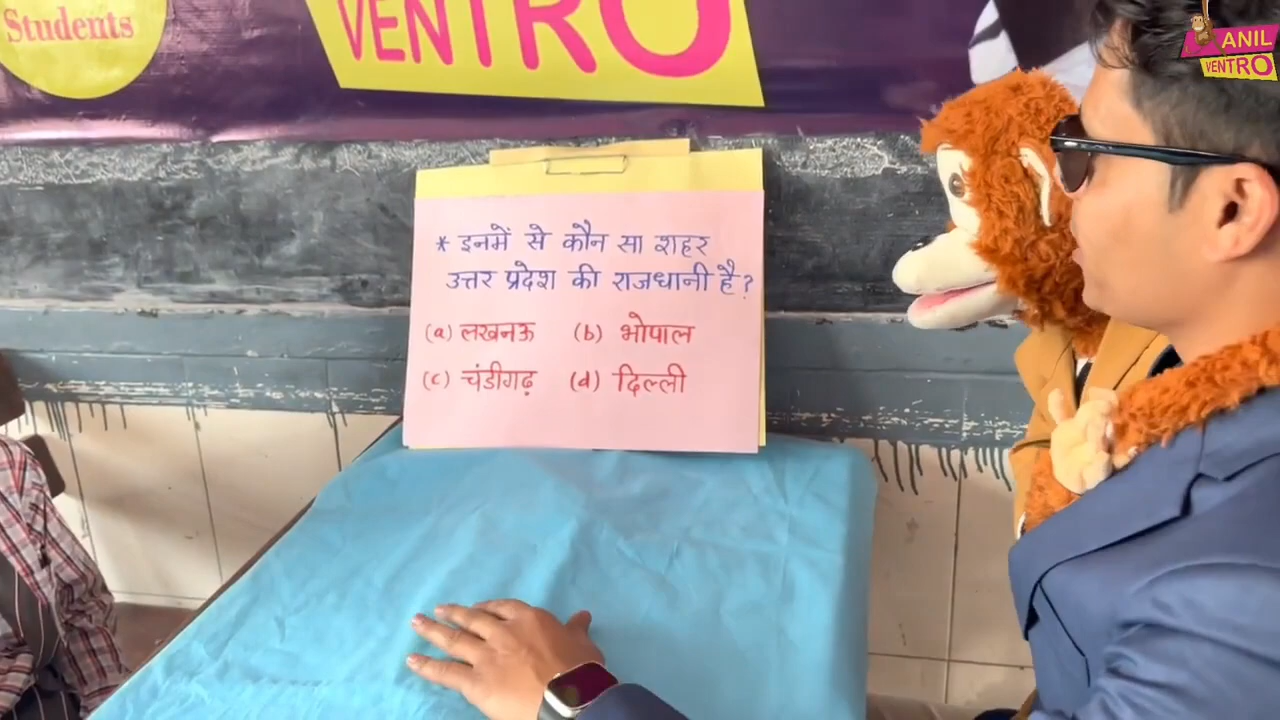 Students
VENTRO
ANIL
VENTRO
* इनमें से कौन सा शहर
उत्तर प्रदेश की राजधानी है?
(a) लखनऊ (b) भोपाल
(c) चंडीगढ़ (d) दिल्ली